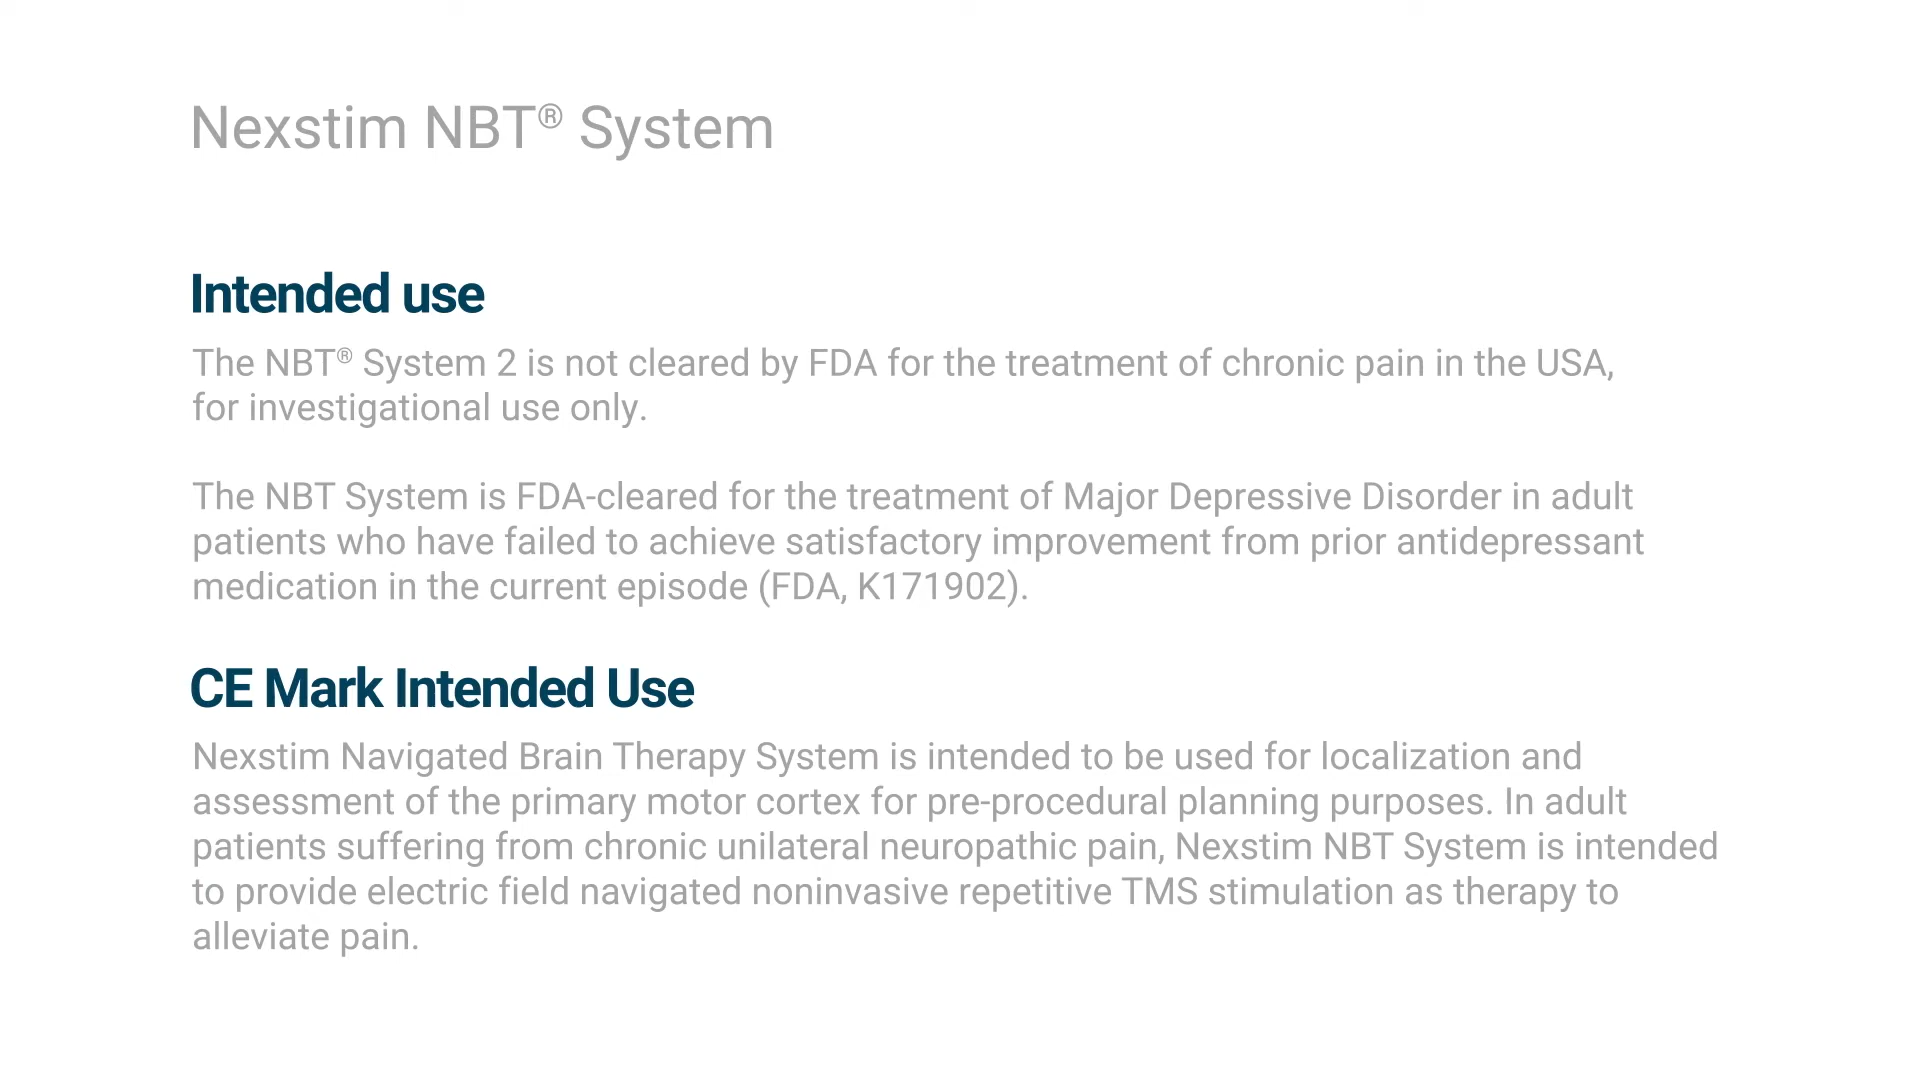 Nexstim NBT® System
Intended use
The NBT® System 2 is not cleared by FDA for the treatment of chronic pain in the USA,
for investigational use only.
The NBT System is FDA-cleared for the treatment of Major Depressive Disorder in adult
patients who have failed to achieve satisfactory improvement from prior antidepressant
medication in the current episode (FDA, K171902).
CE Mark Intended Use
Nexstim Navigated Brain Therapy System is intended to be used for localization and
assessment of the primary motor cortex for pre-procedural planning purposes. In adult
patients suffering from chronic unilateral neuropathic pain, Nexstim NBT System is intended
to provide electric field navigated noninvasive repetitive TMS stimulation as therapy to
alleviate pain.